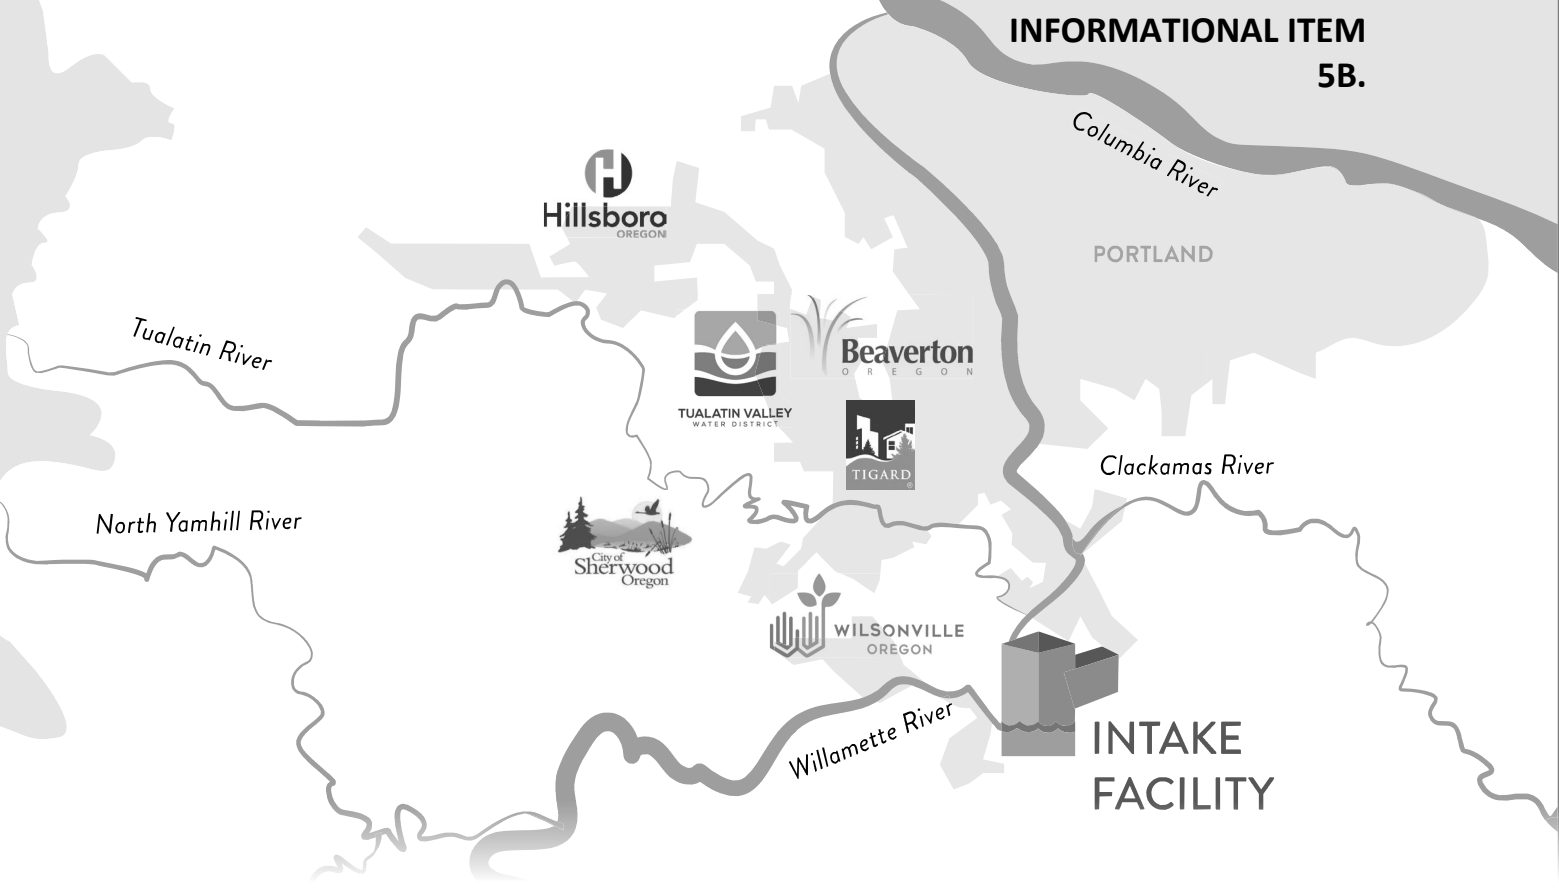 INFORMATIONAL ITEM
5B.
Columbia River
Hillsboro
OREGON
PORTLAND
Tualatin River
Beaverton
OREGON
TUALATIN VALLEY
WATER DISTRICT
TIGARD
®
Clackamas River
North Yamhill River
City of
Sherwood
Oregon
WILSONVILLE
OREGON
Willamette River
INTAKE
FACILITY